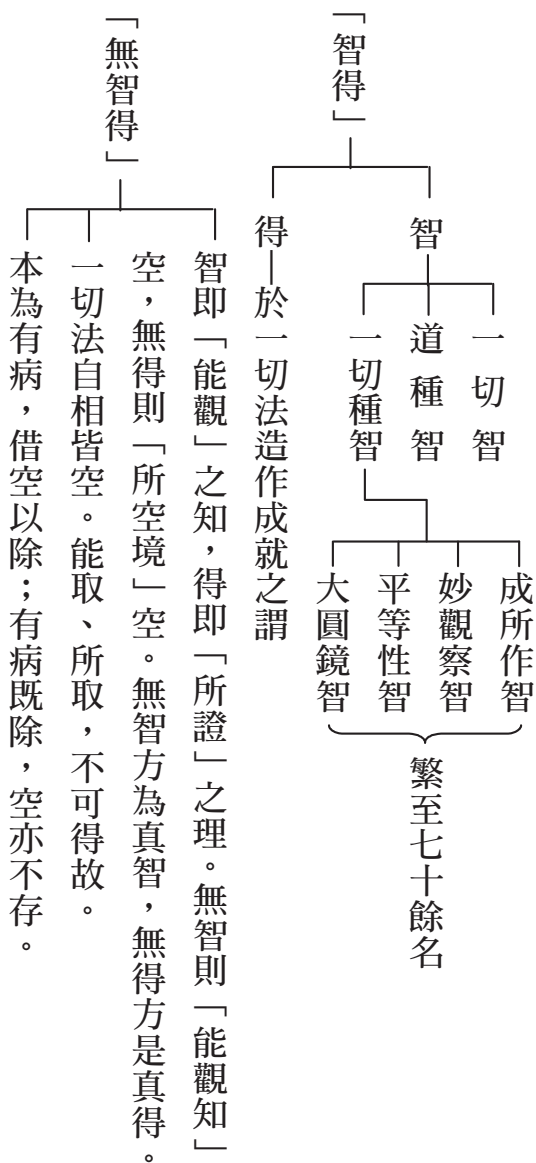 「智得」
智
一切智
道種智
一切種智
成所作智
妙觀察智
平等性智
大圓鏡智
繁至七十餘名
得—於一切法造作成就之謂
「無智得」
智即「能觀」之知，得即「所證」之理。無智則「能觀知」
空，無得則「所空境」空。無智方為真智，無得方是真得。
一切法自相皆空。能取、所取，不可得故。
本為有病，借空以除；有病既除，空亦不存。